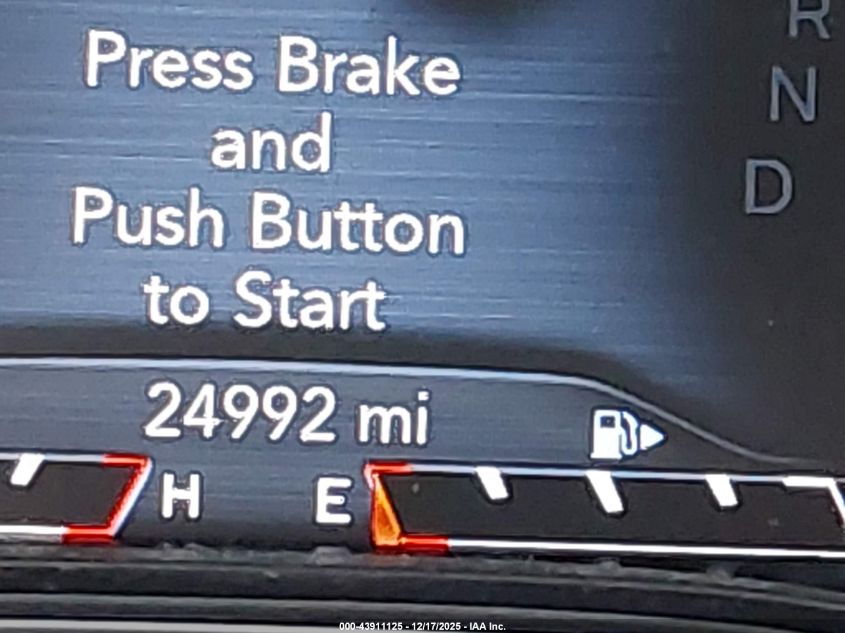 Press Brake
and
Push Button
to Start
R
N
D
24992 mi
H E
000-43911125 - 12/17/2025 - IAA Inc.